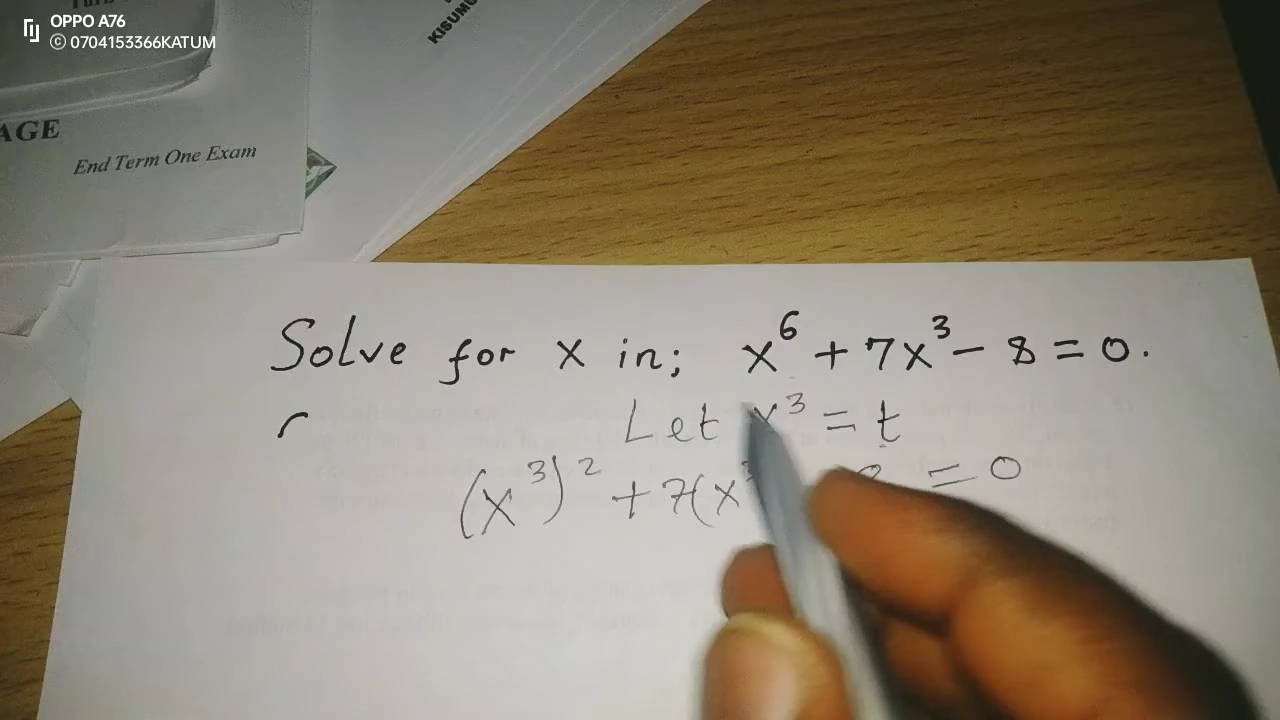 OPPO A76
© 0704153366KATUM
KISUMU
AGE
End Term One Exam
Solve for x in; x⁶ + 7x³ - 8 = 0.
Let x³ = t
(x³)² + 7(x³ = 0